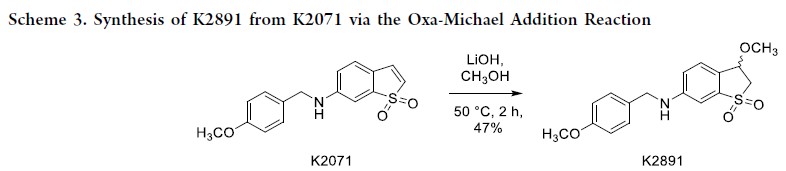 Scheme 3. Synthesis of K2891 from K2071 via the Oxa-Michael Addition Reaction
LiOH,
CH₃OH
50 °C, 2 h,
47%
H₃CO
N
H
S
O
O
K2071
OCH₃
H₃CO
N
H
S
O
O
K2891